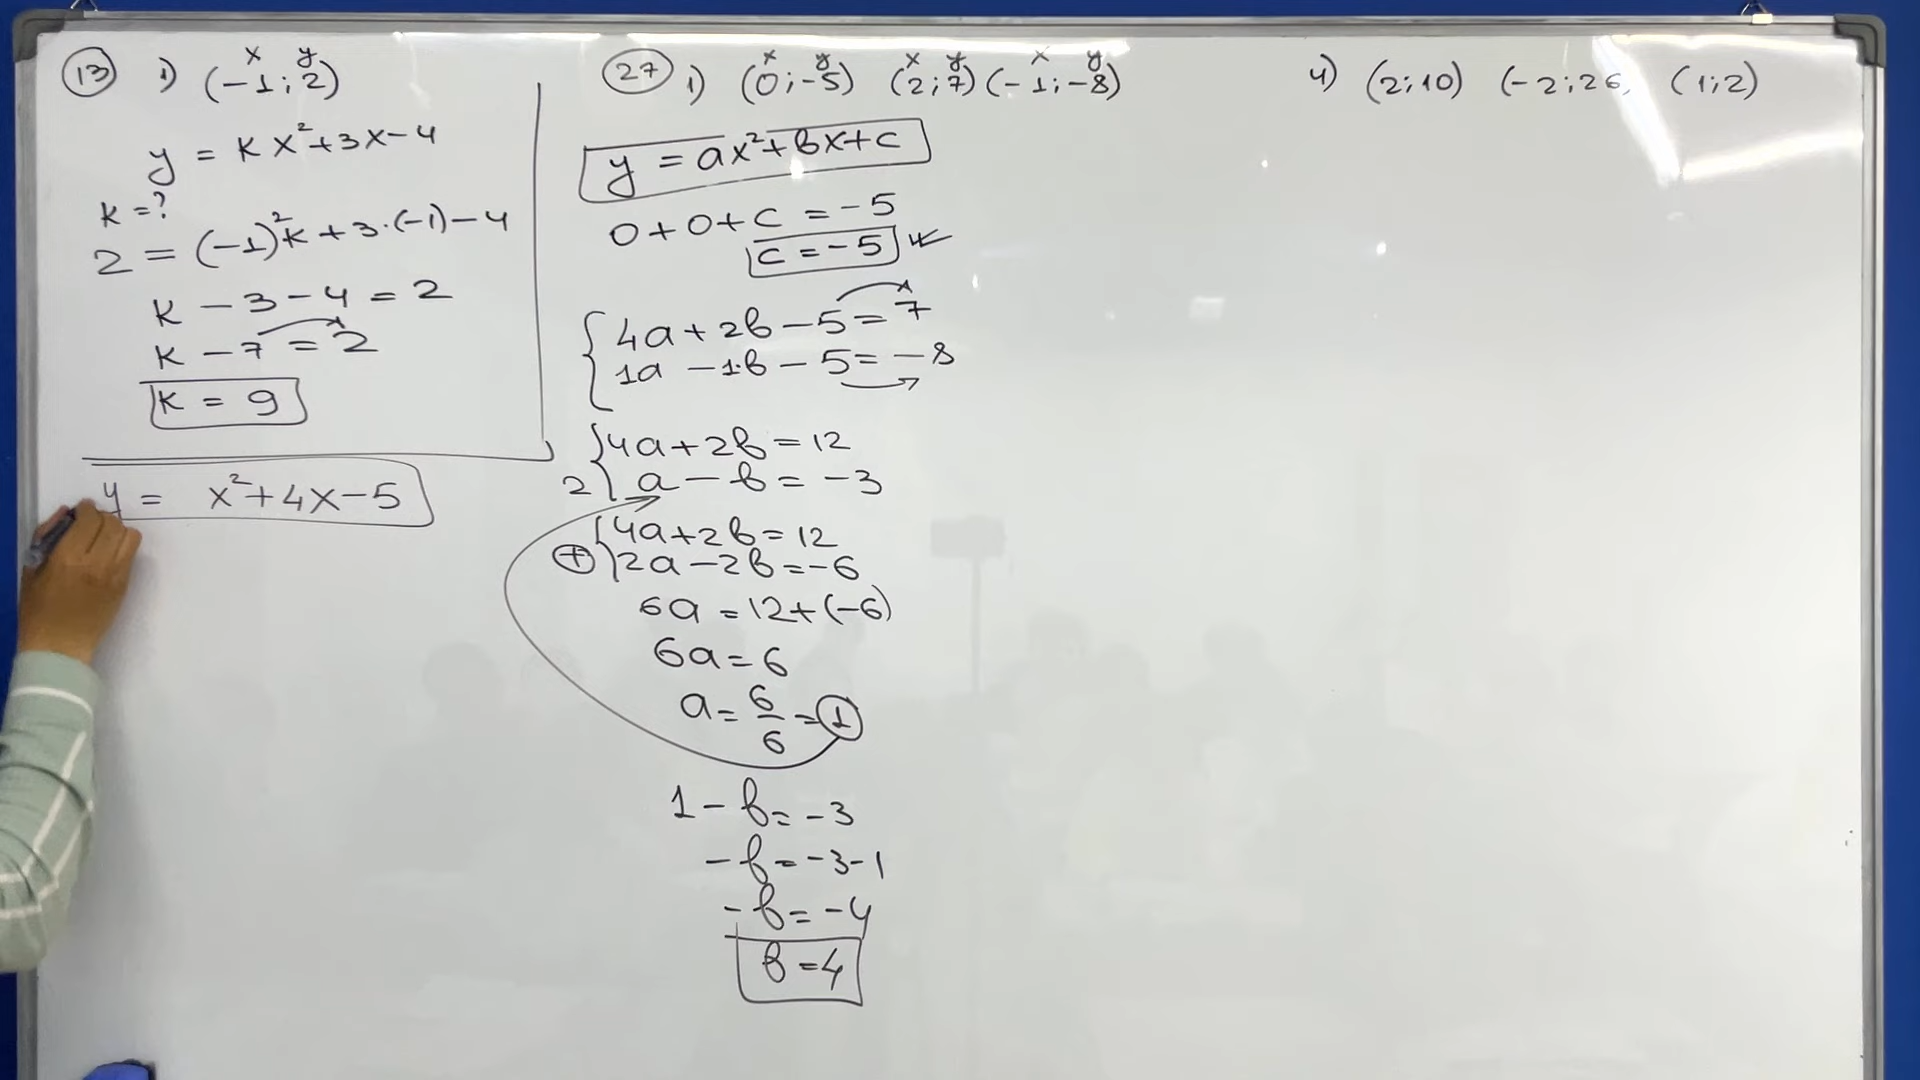 13 1) (-1; 2)
x y
y = kx²+3x-4
k=?
2 = (-1)²k+3·(-1)-4
k-3-4=2
k-7=2
k=9
y = x²+4x-5
27 1) (0;-5) (2;7) (-1;-8)
x y x y x y
y = ax²+bx+c
0+0+c=-5
c=-5
4a+2b-5=7
1a-1·b-5=-8
4a+2b=12
2 a-b=-3
4a+2b=12
+ 2a-2b=-6
6a=12+(-6)
6a=6
a=6/6=1
1-b=-3
-b=-3-1
-b=-4
b=4
4) (2;10) (-2;26, (1;2)